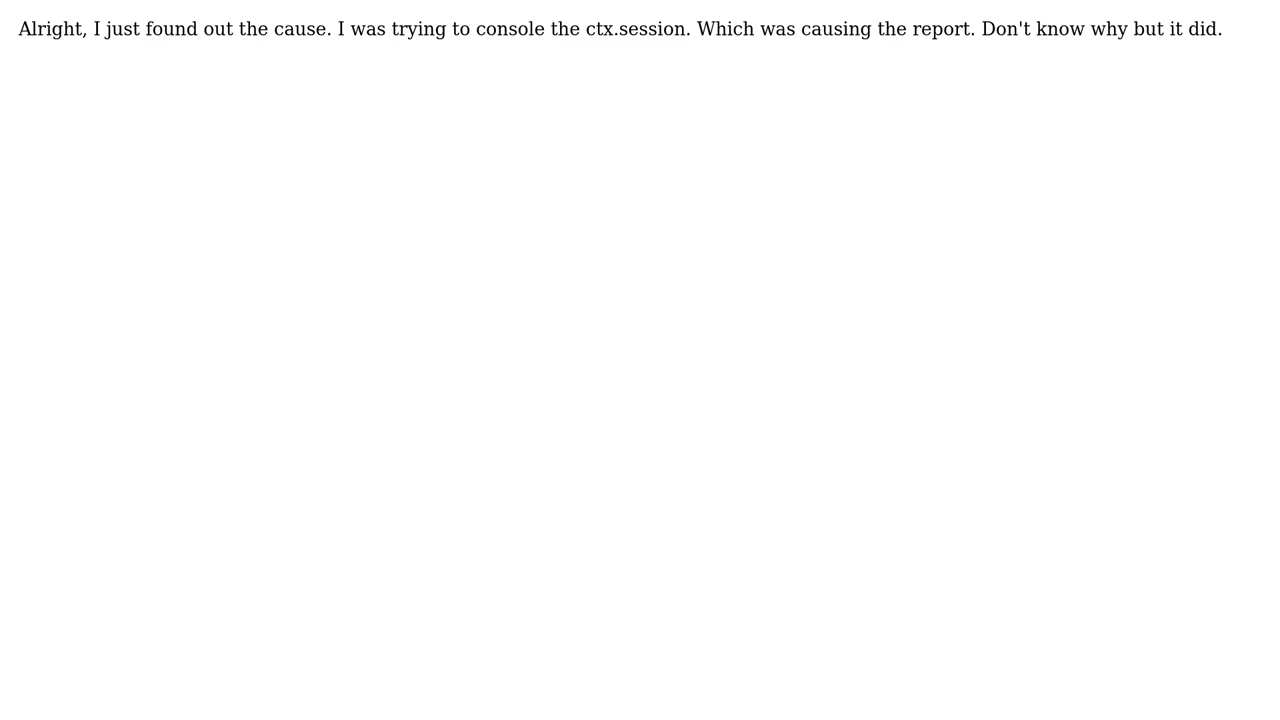 Alright, I just found out the cause. I was trying to console the ctx.session. Which was causing the report. Don't know why but it did.